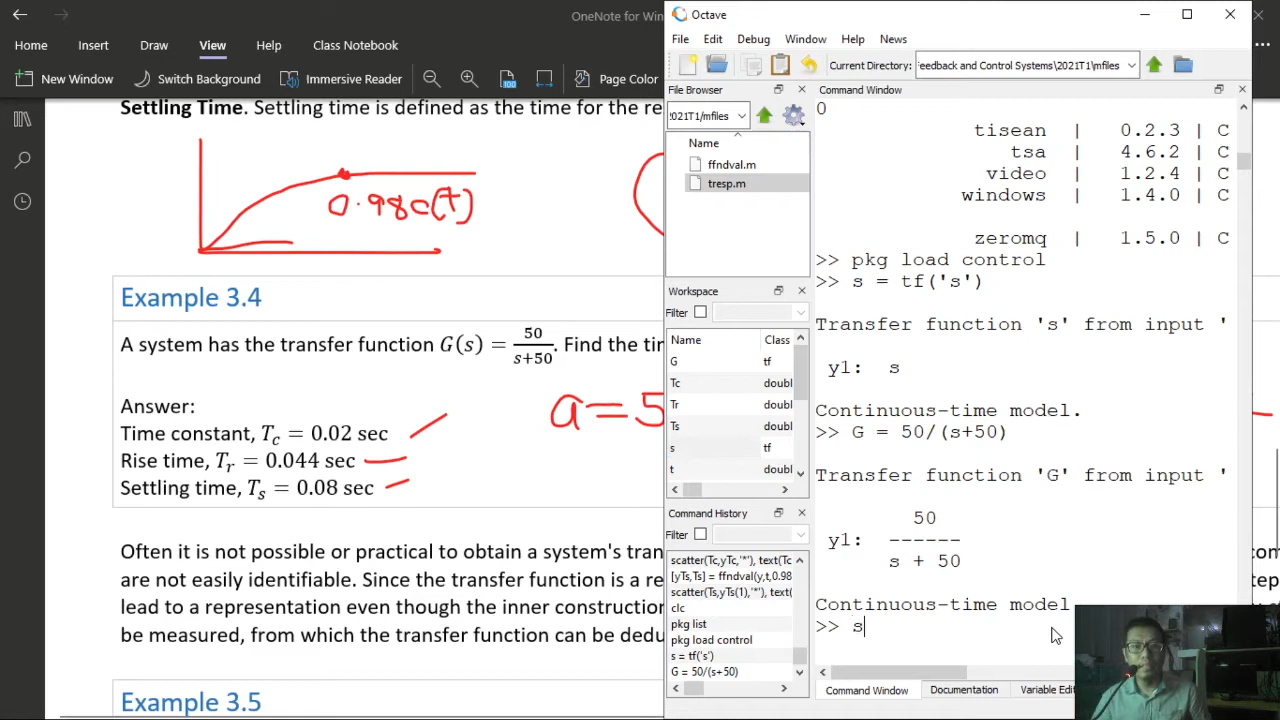 OneNote for Win
Home Insert Draw View Help Class Notebook
New Window Switch Background Immersive Reader 100 Page Color
Settling Time. Settling time is defined as the time for the re
0.98c(t)
Example 3.4
A system has the transfer function G(s) = 50/(s+50). Find the tim
Answer:
a=5
Time constant, Tc = 0.02 sec
Rise time, Tr = 0.044 sec
Settling time, Ts = 0.08 sec
Often it is not possible or practical to obtain a system's tran
are not easily identifiable. Since the transfer function is a re
lead to a representation even though the inner construction
be measured, from which the transfer function can be dedu
Example 3.5
Octave
File Edit Debug Window Help News
Current Directory: Feedback and Control Systems\2021T1/mfiles
File Browser
!021T1/mfiles
Name
ffndval.m
tresp.m
Workspace
Filter
Name Class
G tf
Tc doubl
Tr doubl
Ts doubl
s tf
t doubl
Command History
Filter
scatter(Tc,yTc,'*'), text(Tc
[yTs,Ts] = ffndval(y,t,0.98
scatter(Ts,yTs(1),'*'), text(
clc
pkg list
pkg load control
s = tf('s')
G = 50/(s+50)
Command Window
0
tisean | 0.2.3 | C
tsa | 4.6.2 | C
video | 1.2.4 | C
windows | 1.4.0 | C
zeromq | 1.5.0 | C
>> pkg load control
>> s = tf('s')
Transfer function 's' from input '
y1: s
Continuous-time model.
>> G = 50/(s+50)
Transfer function 'G' from input '
50
y1: ------
s + 50
Continuous-time model
>> s
Command Window Documentation Variable Edit